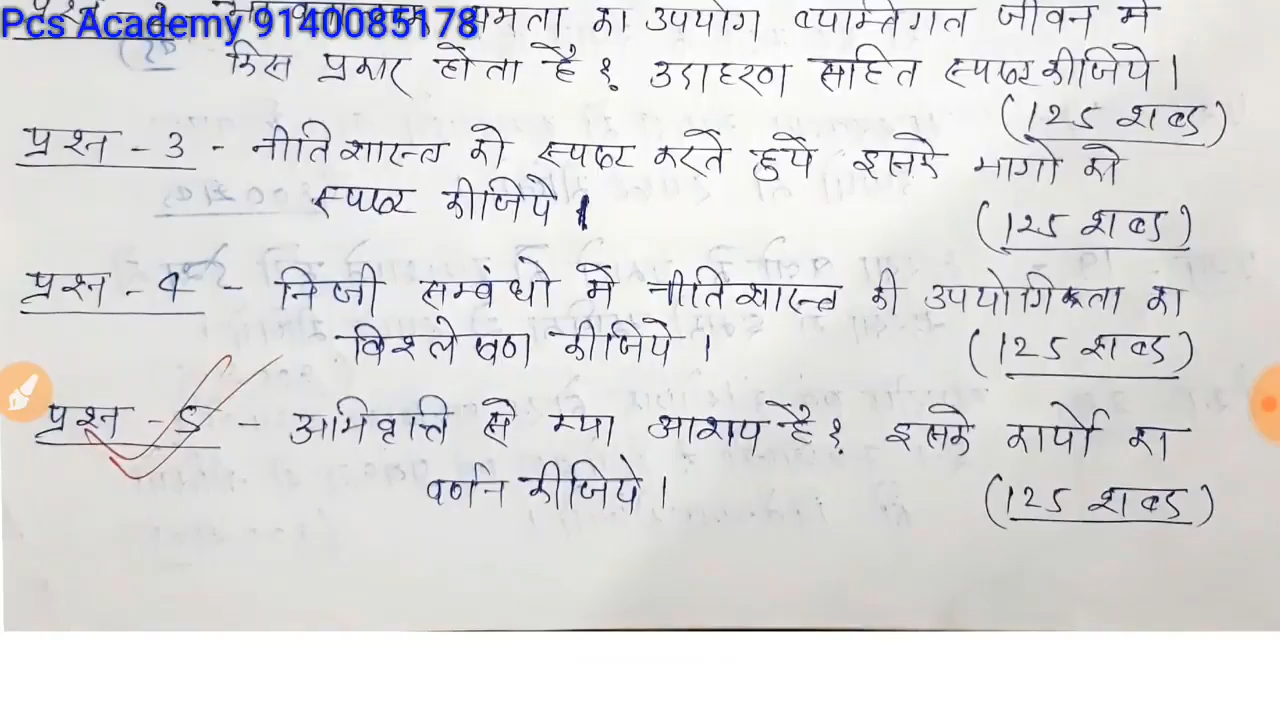 Pcs Academy 9140085178
का उपयोग व्यक्तिगत जीवन में
किस प्रकार होता है? उदाहरण सहित स्पष्ट कीजिये।
(125 शब्द)
प्रश्न - 3 - नीतिशास्त्र को स्पष्ट करते हुये इसके भागों को
स्पष्ट कीजिये।
(125 शब्द)
प्रश्न - 4 - निजी सम्बंधों में नीतिशास्त्र की उपयोगिकता का
विश्लेषण कीजिये।
(125 शब्द)
प्रश्न - 5 - अभिवृत्ति से क्या आशय है? इसके कार्यों का
वर्णन कीजिये।
(125 शब्द)